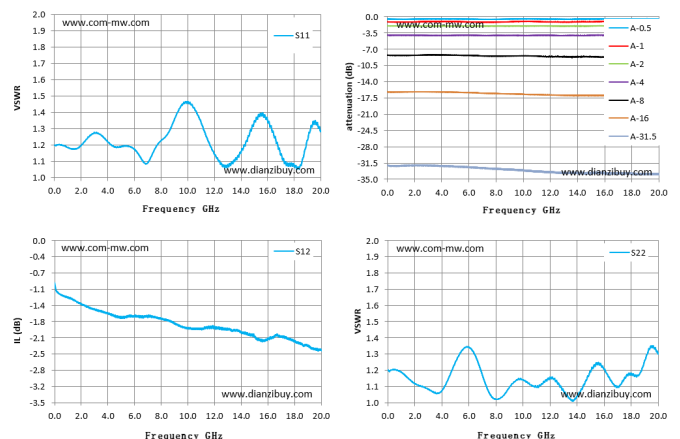 2.0
1.9
1.8
1.7
1.6
1.5
1.4
1.3
1.2
1.1
1.0
VSWR
www.com-mw.com
S11
www.dianzibuy.com
0.0 2.0 4.0 6.0 8.0 10.0 12.0 14.0 16.0 18.0 20.0
Frequency GHz
0.0
-3.5
-7.0
-10.5
-14.0
-17.5
-21.0
-24.5
-28.0
-31.5
-35.0
attenuation (dB)
www.com-mw.com
A-0.5
A-1
A-2
A-4
A-8
A-16
A-31.5
www.dianzibuy.com
0.0 2.0 4.0 6.0 8.0 10.0 12.0 14.0 16.0 18.0 20.0
Frequency GHz
0.0
-0.4
-0.7
-1.1
-1.4
-1.8
-2.1
-2.5
-2.8
-3.2
-3.5
IL (dB)
www.com-mw.com
S12
www.dianzibuy.com
0.0 2.0 4.0 6.0 8.0 10.0 12.0 14.0 16.0 18.0 20.0
Frequency GHz
2.0
1.9
1.8
1.7
1.6
1.5
1.4
1.3
1.2
1.1
1.0
VSWR
www.com-mw.com
S22
www.dianzibuy.com
0.0 2.0 4.0 6.0 8.0 10.0 12.0 14.0 16.0 18.0 20.0
Frequency GHz